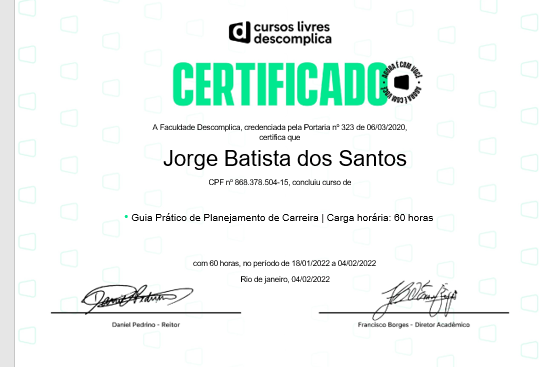 cursos livres
descomplica
CERTIFICADO
AGORA É COM VOCÊ • AGORA É COM VOCÊ •
A Faculdade Descomplica, credenciada pela Portaria nº 323 de 06/03/2020,
certifica que
Jorge Batista dos Santos
CPF nº 868.378.504-15, concluiu curso de
• Guia Prático de Planejamento de Carreira | Carga horária: 60 horas
com 60 horas, no período de 18/01/2022 a 04/02/2022
Rio de janeiro, 04/02/2022
Daniel Pedrino - Reitor
Francisco Borges - Diretor Acadêmico